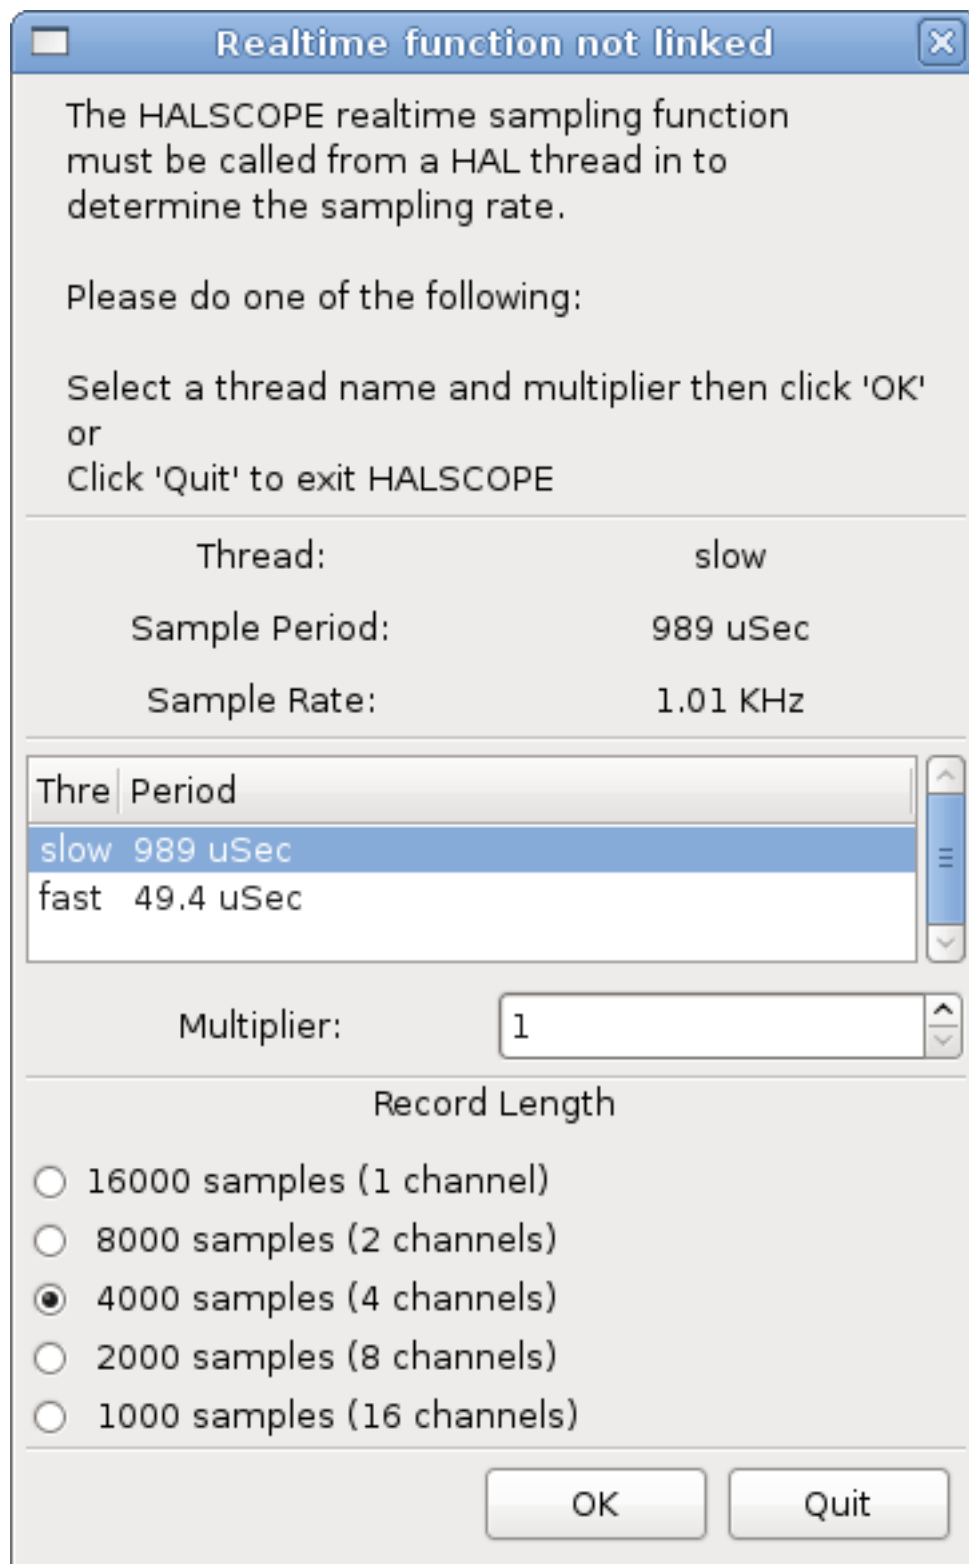 Realtime function not linked
The HALSCOPE realtime sampling function
must be called from a HAL thread in to
determine the sampling rate.
Please do one of the following:
Select a thread name and multiplier then click 'OK'
or
Click 'Quit' to exit HALSCOPE
Thread: slow
Sample Period: 989 uSec
Sample Rate: 1.01 KHz
Thre Period
slow 989 uSec
fast 49.4 uSec
Multiplier: 1
Record Length
16000 samples (1 channel)
8000 samples (2 channels)
4000 samples (4 channels)
2000 samples (8 channels)
1000 samples (16 channels)
OK Quit